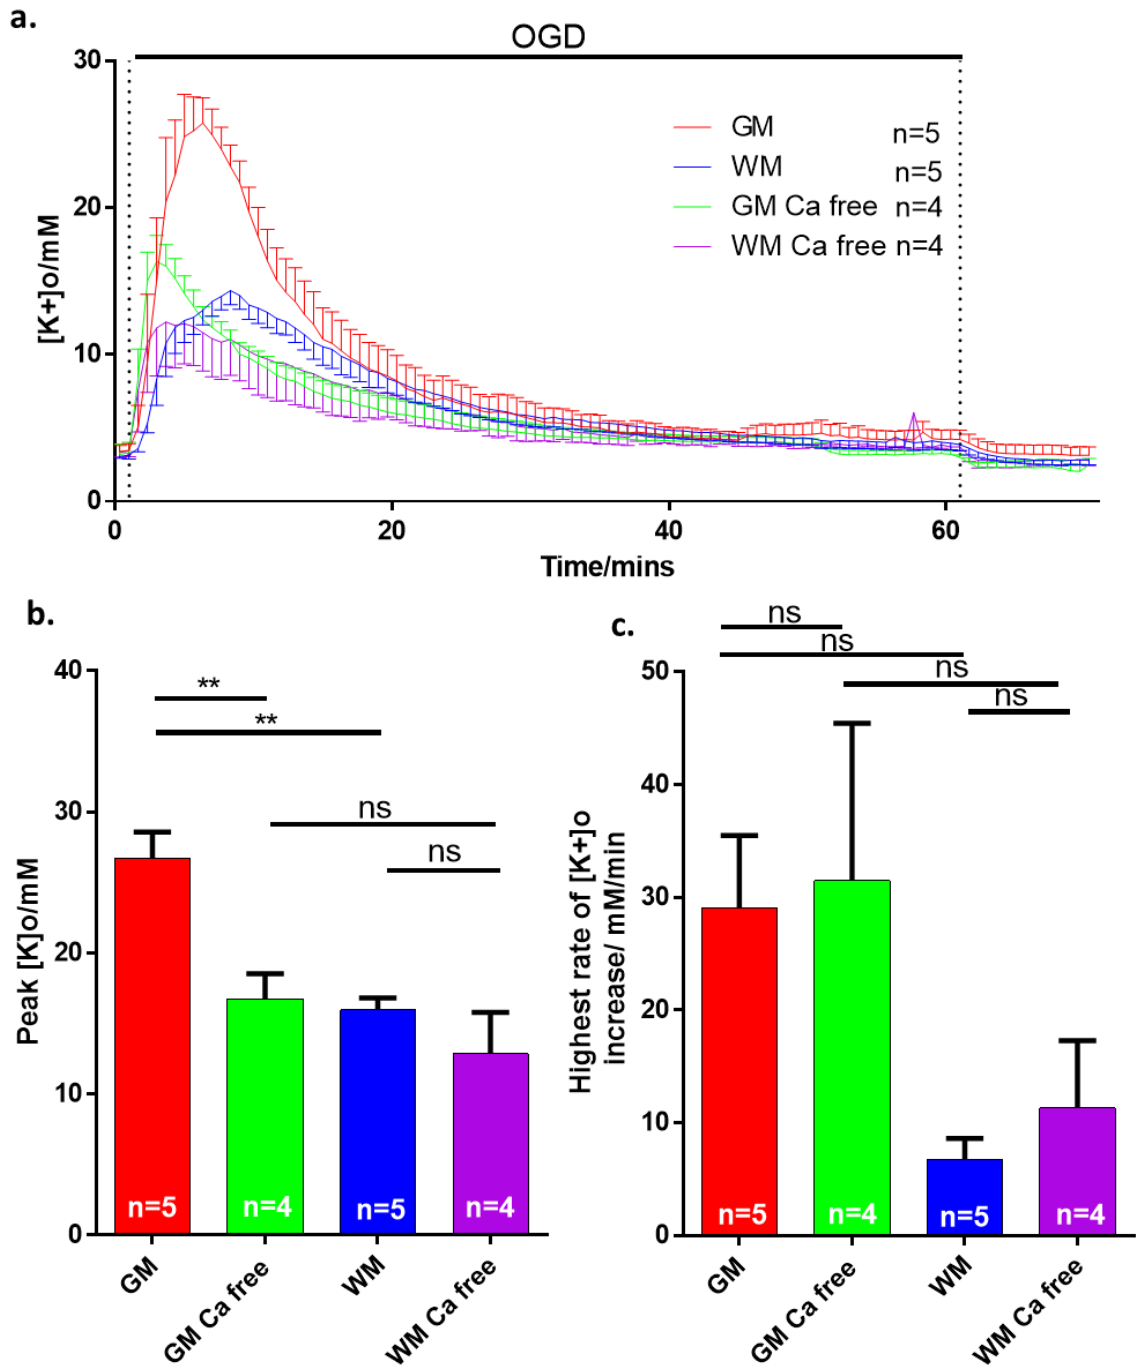 a.
OGD
30
20
10
0
[K+]o/mM
GM n=5
WM n=5
GM Ca free n=4
WM Ca free n=4
0 20 40 60
Time/mins
b.
**
**
ns
ns
40
30
20
10
0
Peak [K]o/mM
n=5 n=4 n=5 n=4
GM GM Ca free WM WM Ca free
c.
ns
ns
ns
ns
50
40
30
20
10
0
Highest rate of [K+]o
increase/ mM/min
n=5 n=4 n=5 n=4
GM GM Ca free WM WM Ca free